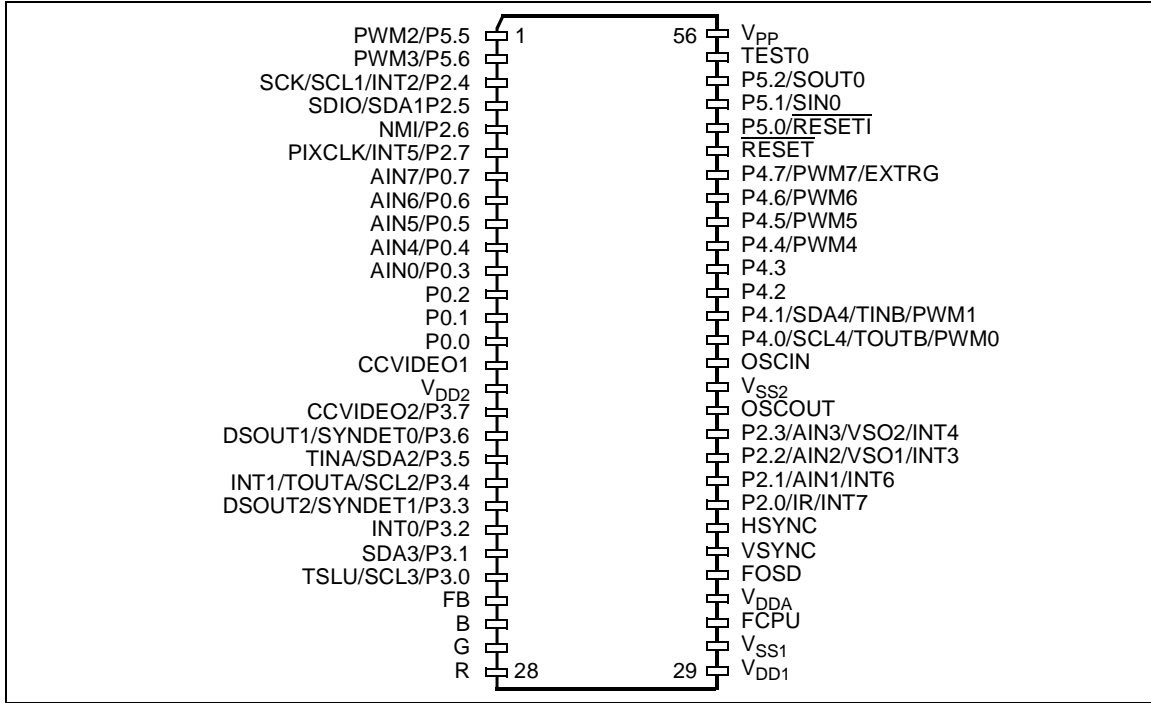 PWM2/P5.5 1
PWM3/P5.6
SCK/SCL1/INT2/P2.4
SDIO/SDA1P2.5
NMI/P2.6
PIXCLK/INT5/P2.7
AIN7/P0.7
AIN6/P0.6
AIN5/P0.5
AIN4/P0.4
AIN0/P0.3
P0.2
P0.1
P0.0
CCVIDEO1
VDD2
CCVIDEO2/P3.7
DSOUT1/SYNDET0/P3.6
TINA/SDA2/P3.5
INT1/TOUTA/SCL2/P3.4
DSOUT2/SYNDET1/P3.3
INT0/P3.2
SDA3/P3.1
TSLU/SCL3/P3.0
FB
B
G
R 28
56 VPP
TEST0
P5.2/SOUT0
P5.1/SIN0
P5.0/RESETI
RESET
P4.7/PWM7/EXTRG
P4.6/PWM6
P4.5/PWM5
P4.4/PWM4
P4.3
P4.2
P4.1/SDA4/TINB/PWM1
P4.0/SCL4/TOUTB/PWM0
OSCIN
VSS2
OSCOUT
P2.3/AIN3/VSO2/INT4
P2.2/AIN2/VSO1/INT3
P2.1/AIN1/INT6
P2.0/IR/INT7
HSYNC
VSYNC
FOSD
VDDA
FCPU
VSS1
29 VDD1